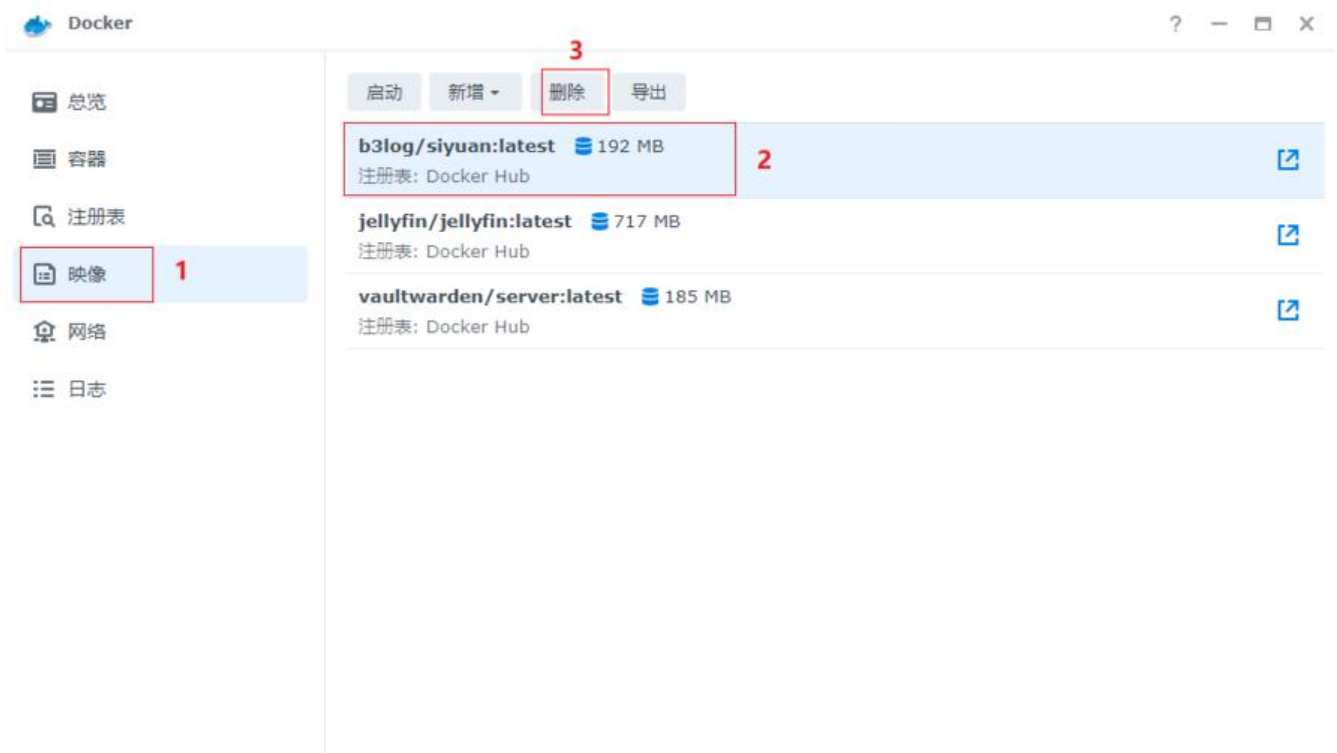 Docker
?
3
总览
启动 新增 删除 导出
容器
b3log/siyuan:latest 192 MB
注册表: Docker Hub
2
注册表
jellyfin/jellyfin:latest 717 MB
注册表: Docker Hub
映像
1
vaultwarden/server:latest 185 MB
注册表: Docker Hub
网络
日志